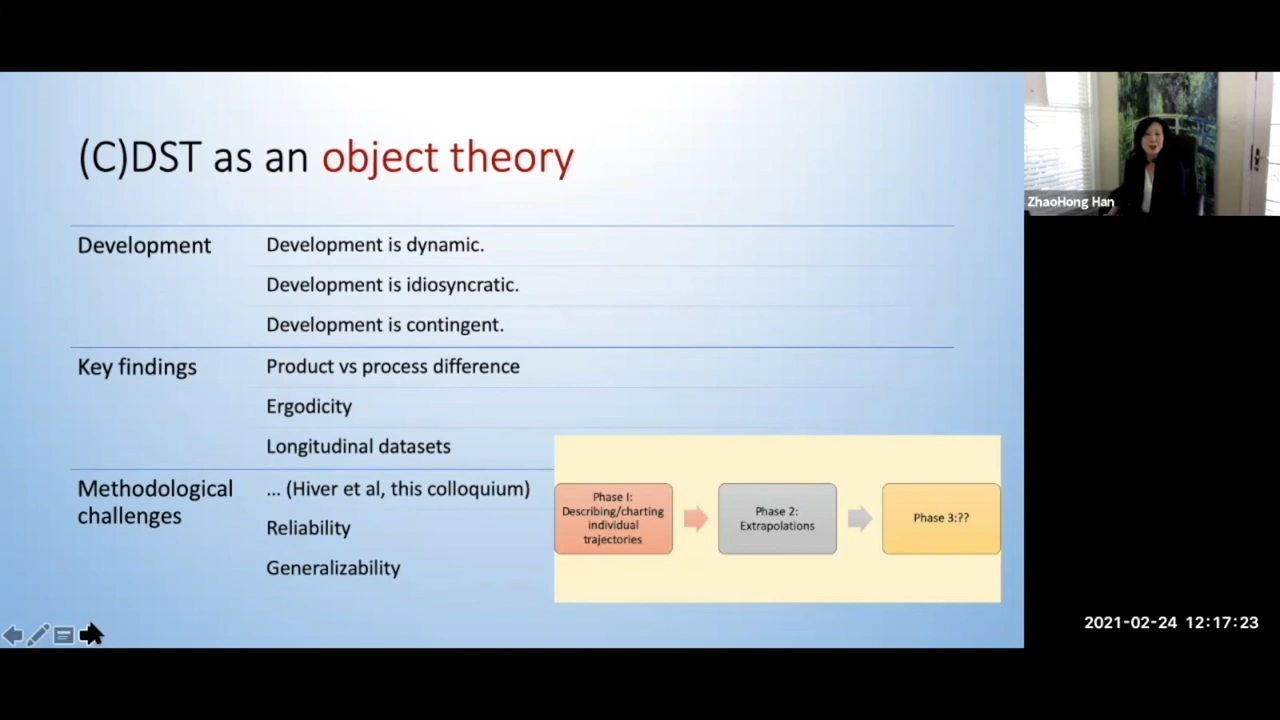 (C)DST as an object theory
Development
Development is dynamic.
Development is idiosyncratic.
Development is contingent.
Key findings
Product vs process difference
Ergodicity
Longitudinal datasets
Methodological
challenges
... (Hiver et al, this colloquium)
Reliability
Generalizability
Phase I:
Describing/charting
individual
trajectories
Phase 2:
Extrapolations
Phase 3:??
ZhaoHong Han
2021-02-24 12:17:23